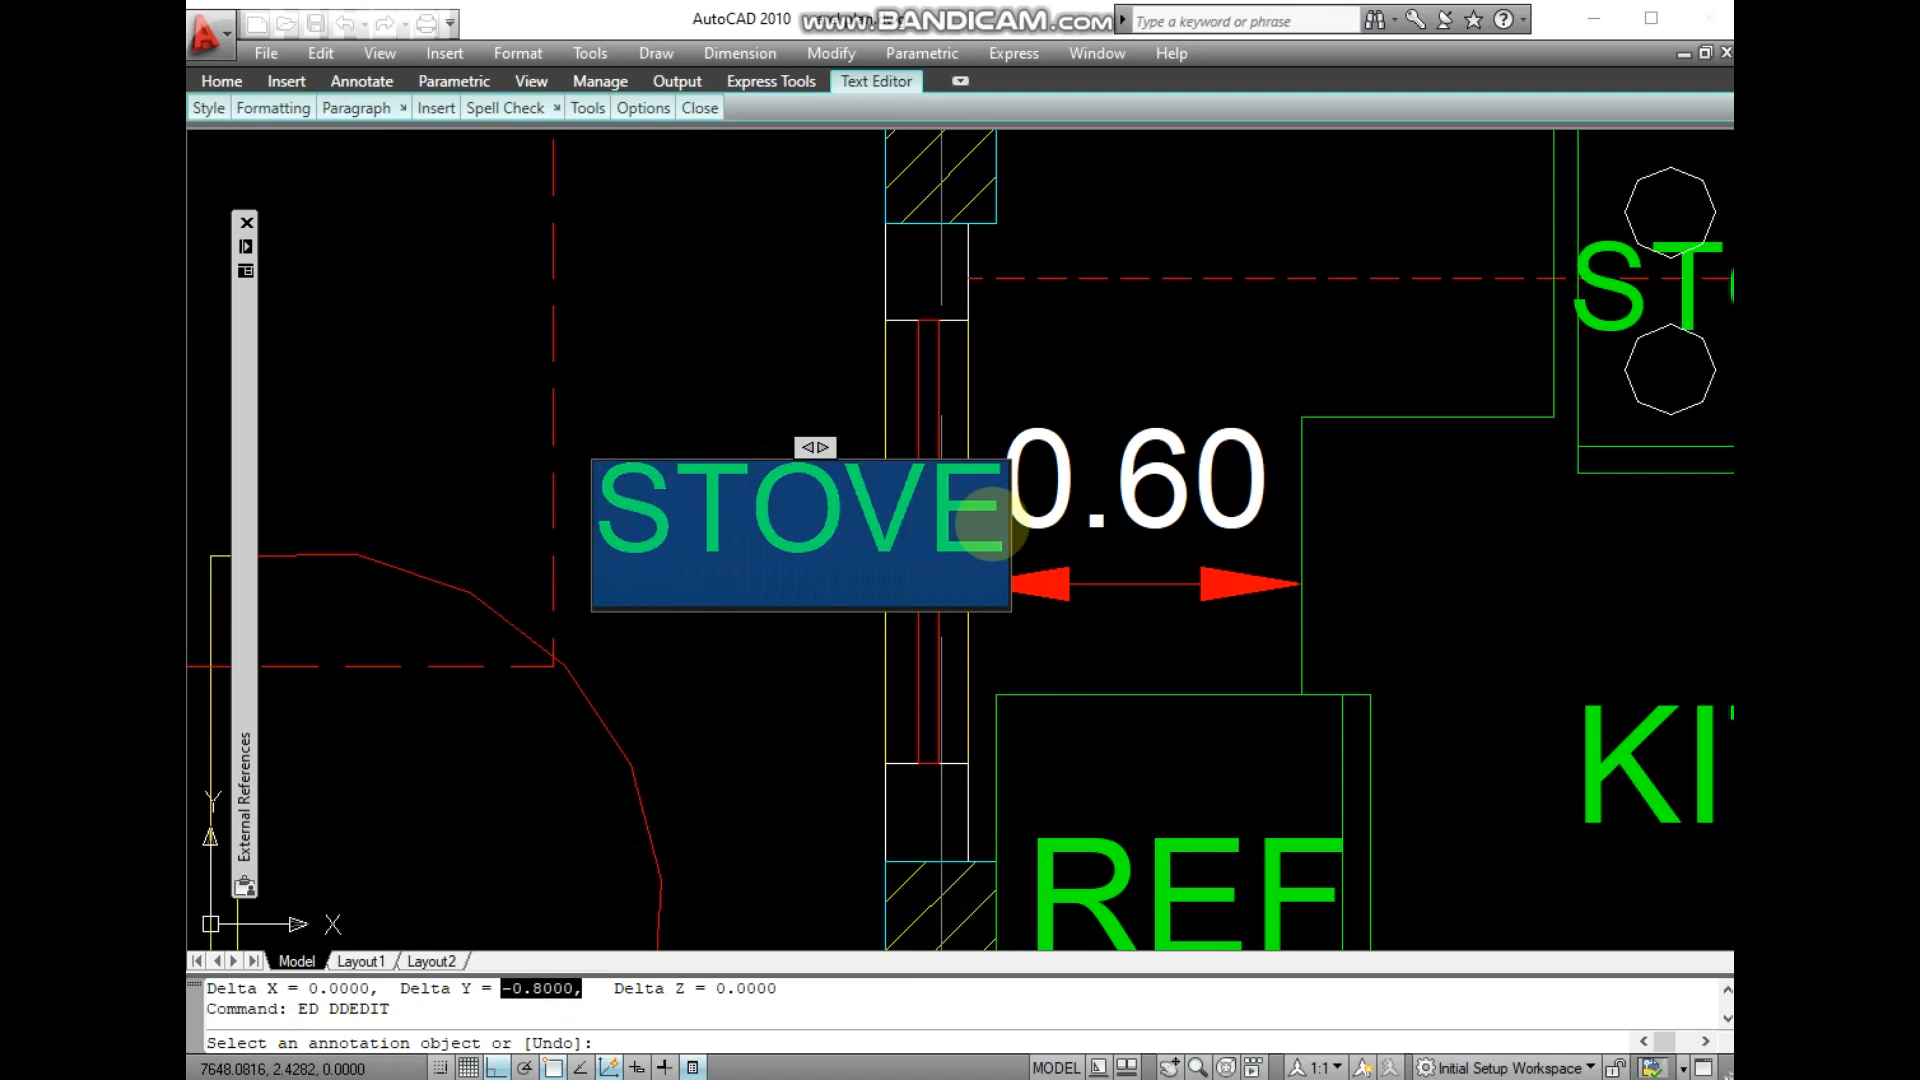 AutoCAD 2010
www.BANDICAM.com
Type a keyword or phrase
File Edit View Insert Format Tools Draw Dimension Modify Parametric Express Window Help
Home Insert Annotate Parametric View Manage Output Express Tools Text Editor
Style Formatting Paragraph Insert Spell Check Tools Options Close
STO
0.60
STOVE
KIT
REF
External References
Y
X
Model Layout1 Layout2
Delta X = 0.0000, Delta Y = -0.8000, Delta Z = 0.0000
Command: ED DDEDIT
Select an annotation object or [Undo]:
7648.0816, 2.4282, 0.0000
MODEL
1:1
Initial Setup Workspace